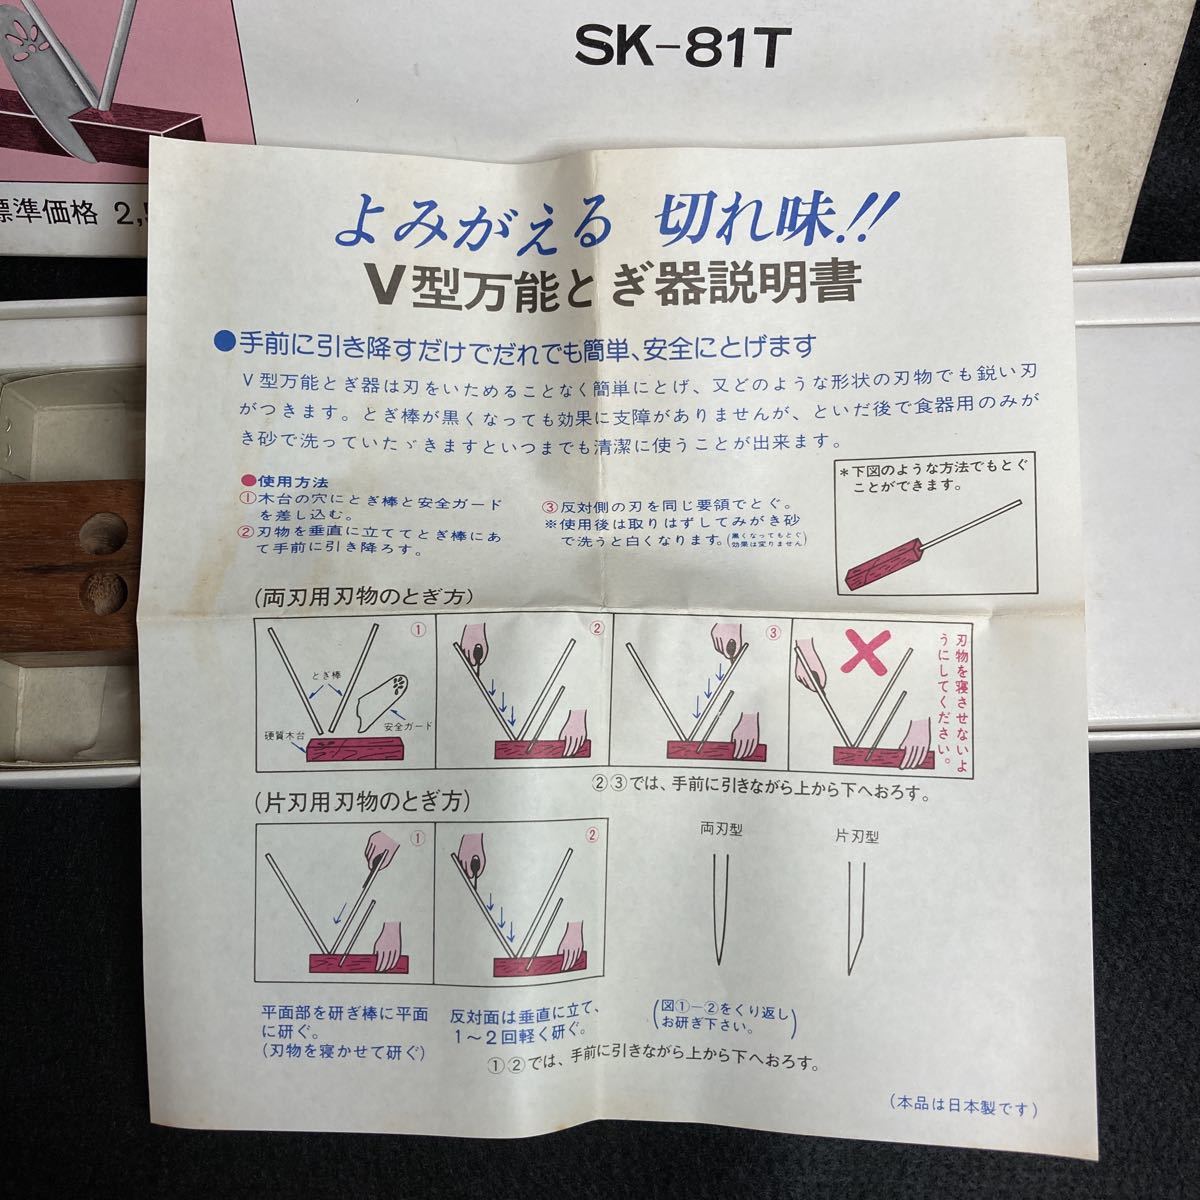 SK-81T
標準価格 2,
よみがえる 切れ味!!
V型万能とぎ器説明書
●手前に引き降すだけでだれでも簡単、安全にとげます
V型万能とぎ器は刃をいためることなく簡単にとげ、又どのような形状の刃物でも鋭い刃
がつきます。とぎ棒が黒くなっても効果に支障がありませんが、といだ後で食器用のみが
き砂で洗っていたゞきますといつまでも清潔に使うことが出来ます。
●使用方法
①木台の穴にとぎ棒と安全ガード
を差し込む。
②刃物を垂直に立ててとぎ棒にあ
て手前に引き降ろす。
③反対側の刃を同じ要領でとぐ。
※使用後は取りはずしてみがき砂
で洗うと白くなります。(黒くなってもとぐ
効果は変りません)
*下図のような方法でもとぐ
ことができます。
(両刃用刃物のとぎ方)
①
とぎ棒
安全ガード
硬質木台
②
③
刃物を寝させないよ
うにしてください。
②③では、手前に引きながら上から下へおろす。
(片刃用刃物のとぎ方)
①
②
両刃型
片刃型
平面部を研ぎ棒に平面
に研ぐ。
(刃物を寝かせて研ぐ)
反対面は垂直に立て、
1〜2回軽く研ぐ。
(図①−②をくり返し
お研ぎ下さい。)
①②では、手前に引きながら上から下へおろす。
(本品は日本製です)